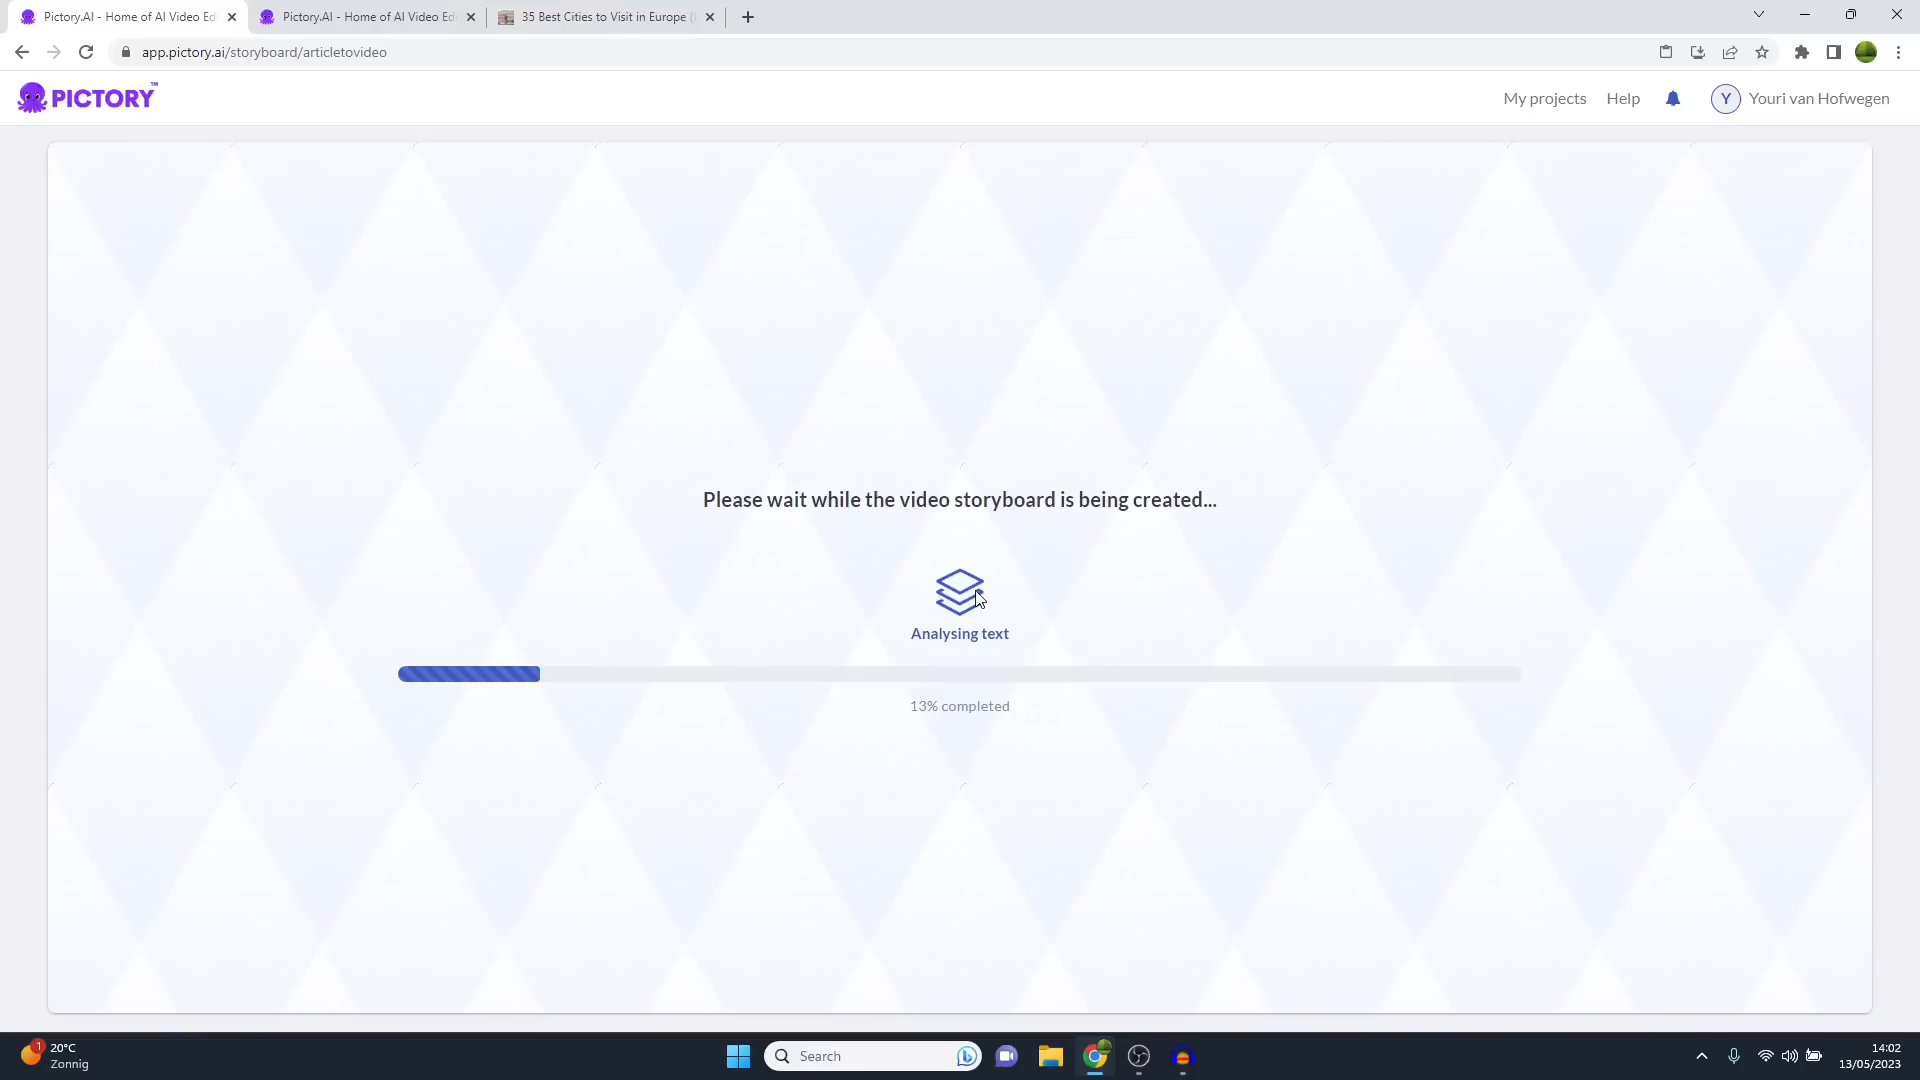 Pictory.AI - Home of AI Video Ed
Pictory.AI - Home of AI Video Ed
35 Best Cities to Visit in Europe
app.pictory.ai/storyboard/articletovideo
PICTORY™
My projects
Help
Y
Youri van Hofwegen
Please wait while the video storyboard is being created...
Analysing text
13% completed
1
20°C
Zonnig
Search
14:02
13/05/2023